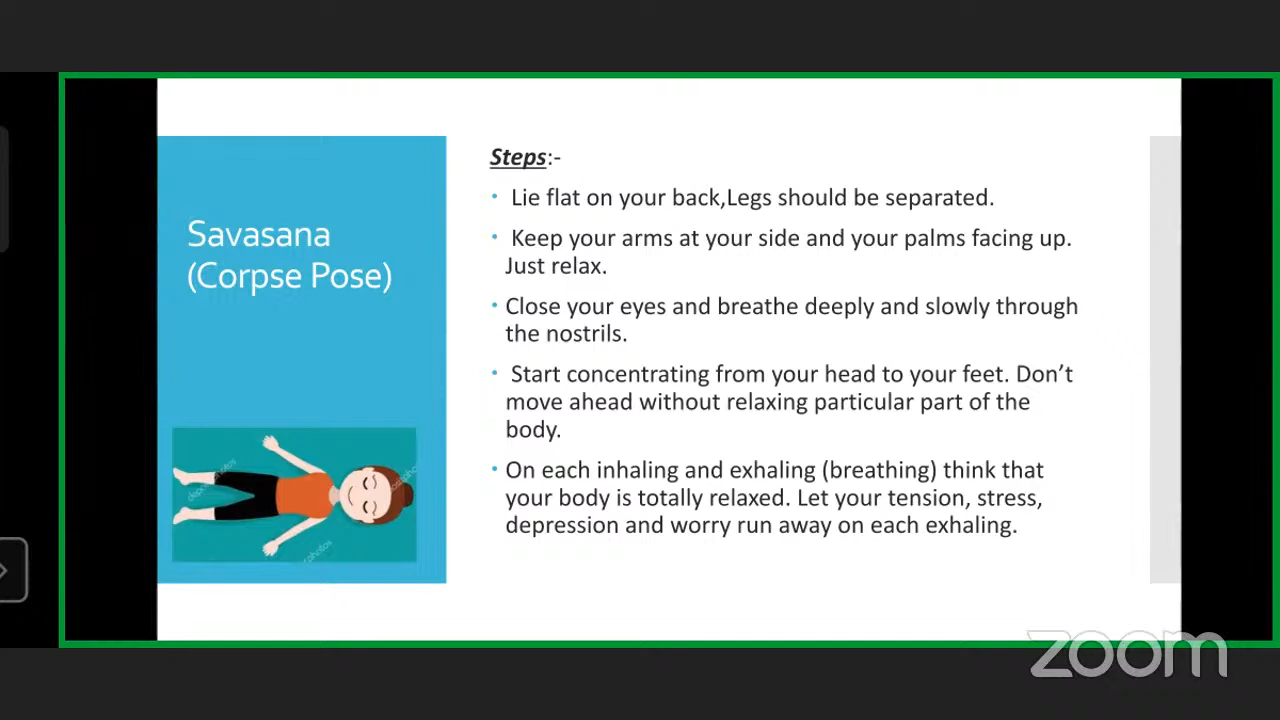 Savasana
(Corpse Pose)
Steps:-
• Lie flat on your back,Legs should be separated.
• Keep your arms at your side and your palms facing up.
Just relax.
• Close your eyes and breathe deeply and slowly through
the nostrils.
• Start concentrating from your head to your feet. Don’t
move ahead without relaxing particular part of the
body.
• On each inhaling and exhaling (breathing) think that
your body is totally relaxed. Let your tension, stress,
depression and worry run away on each exhaling.
zoom